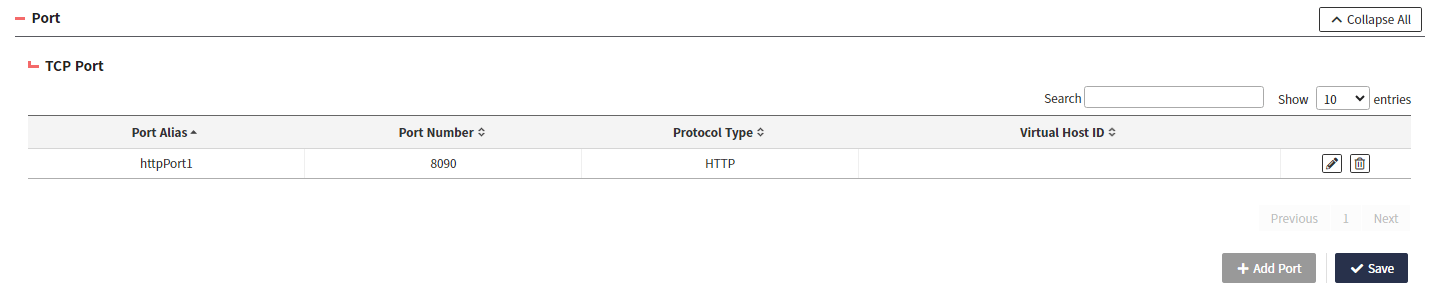 Port
Collapse All
TCP Port
Search Show 10 entries
Port Alias Port Number Protocol Type Virtual Host ID
httpPort1 8090 HTTP
Previous 1 Next
Add Port Save